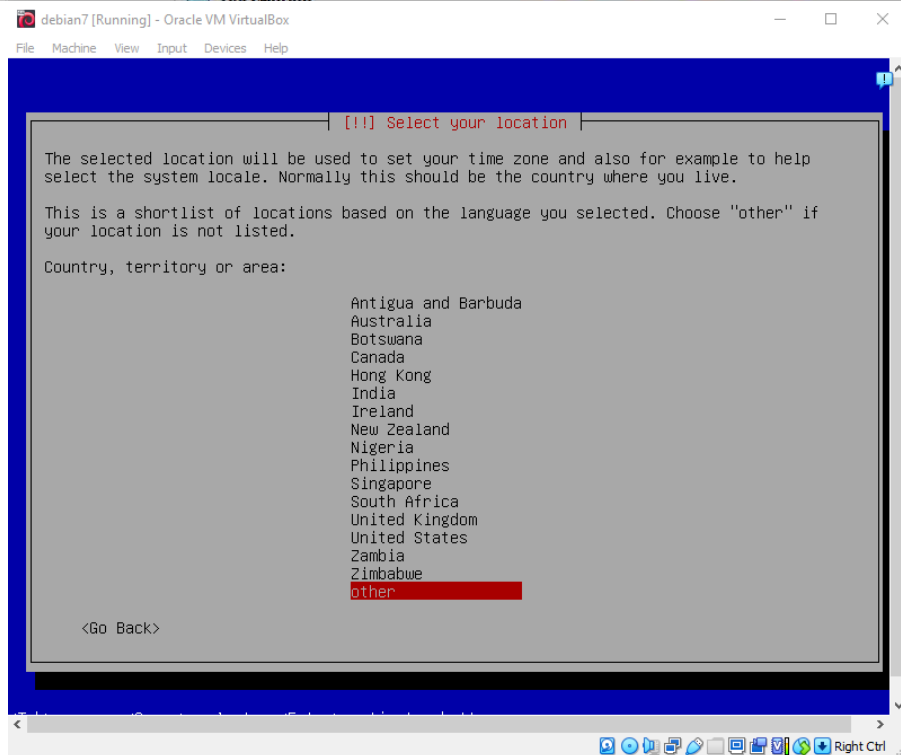 debian7 [Running] - Oracle VM VirtualBox
File Machine View Input Devices Help
[!!] Select your location
The selected location will be used to set your time zone and also for example to help
select the system locale. Normally this should be the country where you live.
This is a shortlist of locations based on the language you selected. Choose "other" if
your location is not listed.
Country, territory or area:
Antigua and Barbuda
Australia
Botswana
Canada
Hong Kong
India
Ireland
New Zealand
Nigeria
Philippines
Singapore
South Africa
United Kingdom
United States
Zambia
Zimbabwe
other
<Go Back>
Right Ctrl